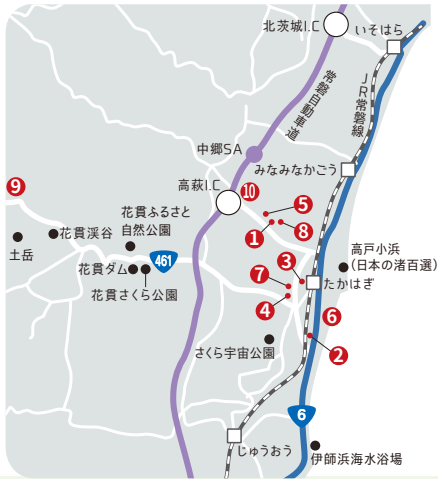 北茨城I.C
いそはら
常磐自動車道
JR常磐線
中郷SA
みなみなかごう
高萩I.C
10
9
5
1
8
花貫ふるさと
自然公園
花貫渓谷
土岳
461
花貫ダム
花貫さくら公園
高戸小浜
(日本の渚百選)
3
たかはぎ
7
4
6
さくら宇宙公園
2
6
じゅうおう
伊師浜海水浴場